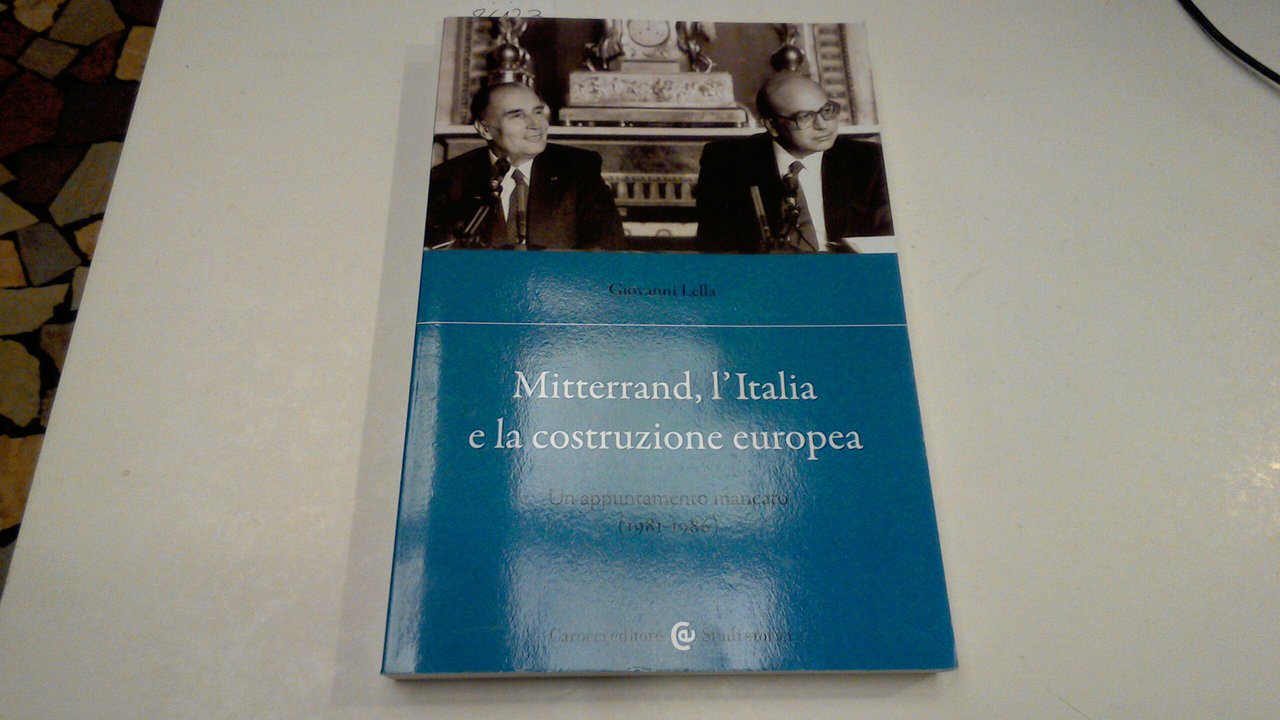 Giovanni Lella
Mitterrand, l'Italia
e la costruzione europea
Un appuntamento mancato
(1981-1986)
Carocci editore Studi storici